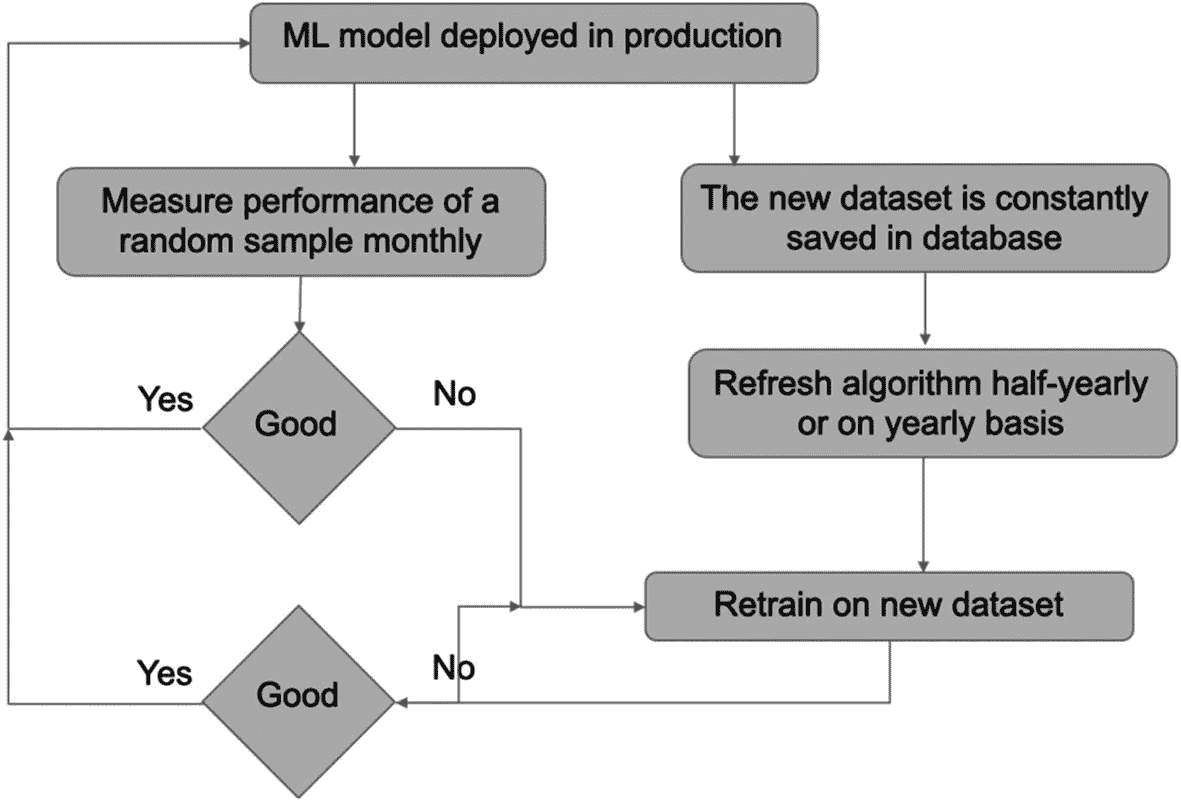 ML model deployed in production
Measure performance of a
random sample monthly
The new dataset is constantly
saved in database
Yes
Good
No
Refresh algorithm half-yearly
or on yearly basis
Retrain on new dataset
Yes
Good
No